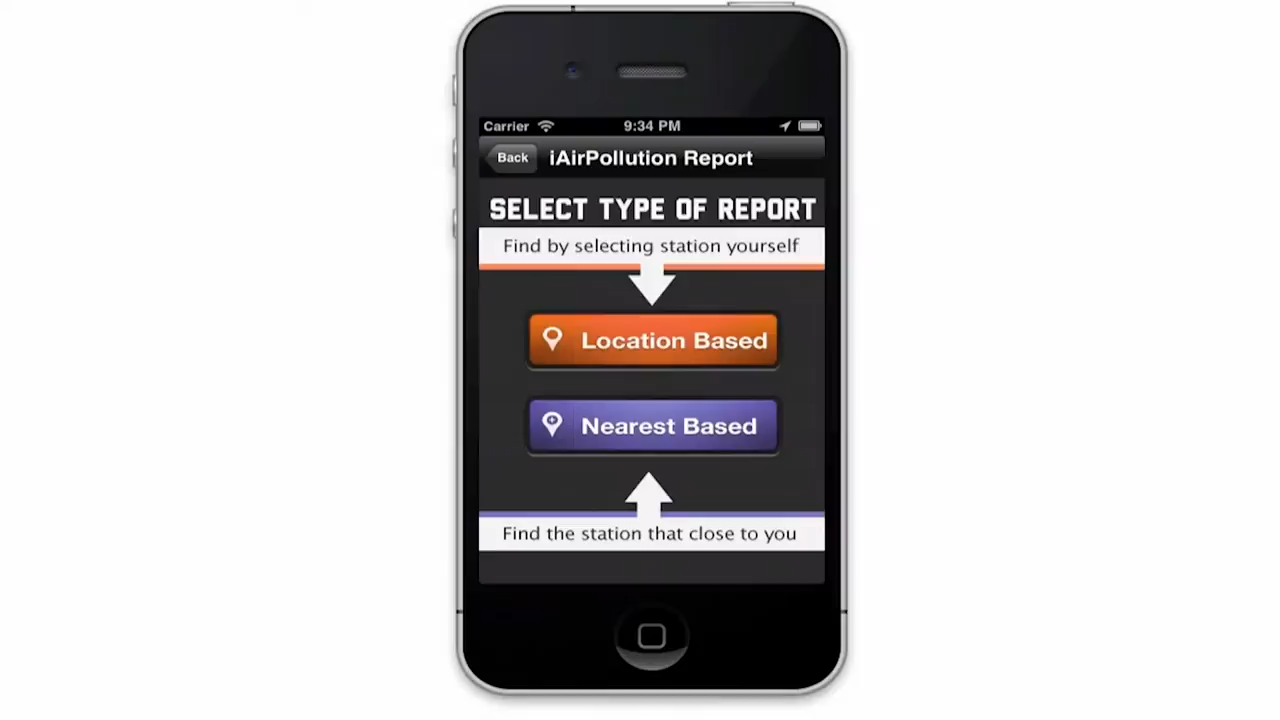 Carrier 9:34 PM
Back iAirPollution Report
SELECT TYPE OF REPORT
Find by selecting station yourself
Location Based
Nearest Based
Find the station that close to you